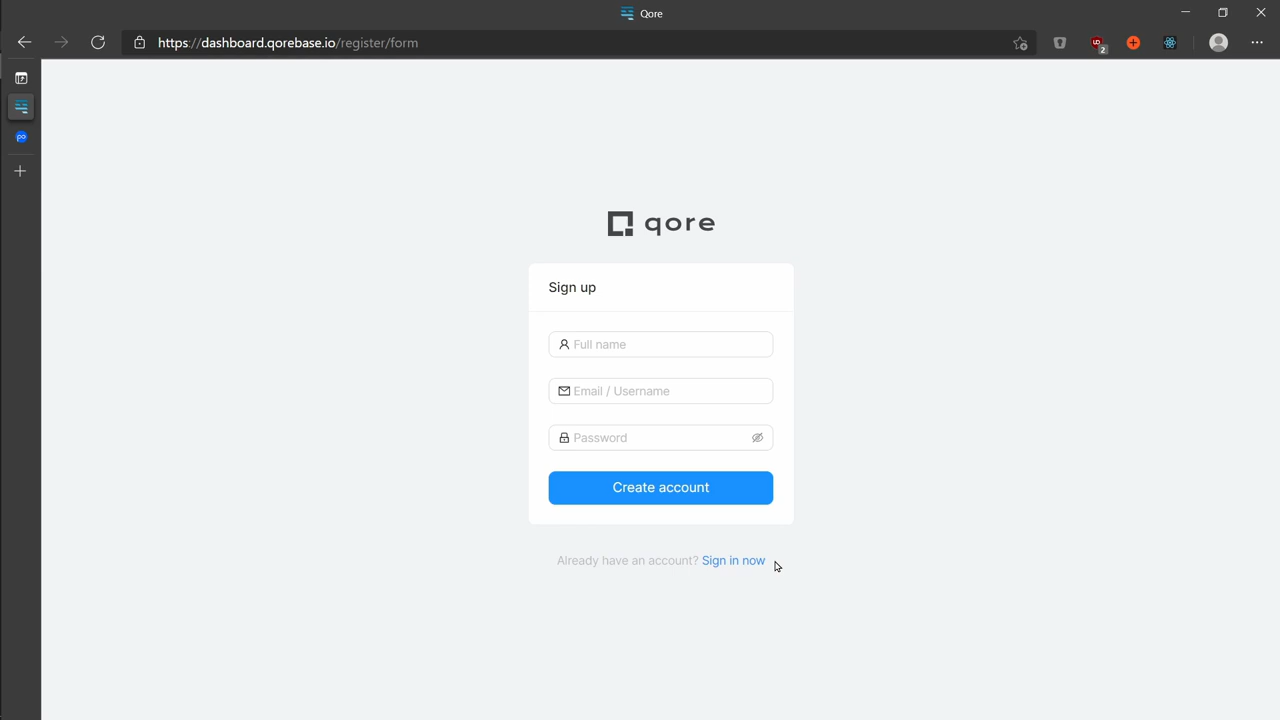 Qore
https://dashboard.qorebase.io/register/form
2
qore
Sign up
Full name
Email / Username
Password
Create account
Already have an account? Sign in now